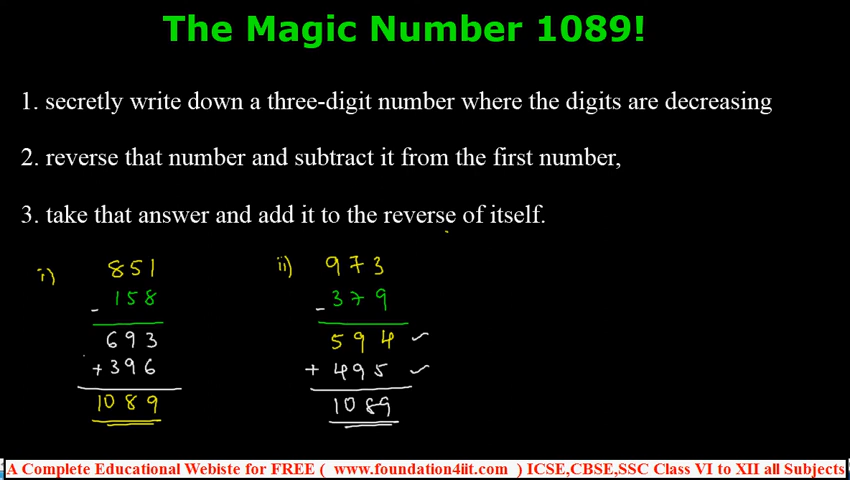 The Magic Number 1089!
1. secretly write down a three-digit number where the digits are decreasing
2. reverse that number and subtract it from the first number,
3. take that answer and add it to the reverse of itself.
i) 851
- 158
693
+ 396
1089
ii) 973
- 379
594 ✓
+ 495 ✓
1089
A Complete Educational Webiste for FREE ( www.foundation4iit.com ) ICSE,CBSE,SSC Class VI to XII all Subjects